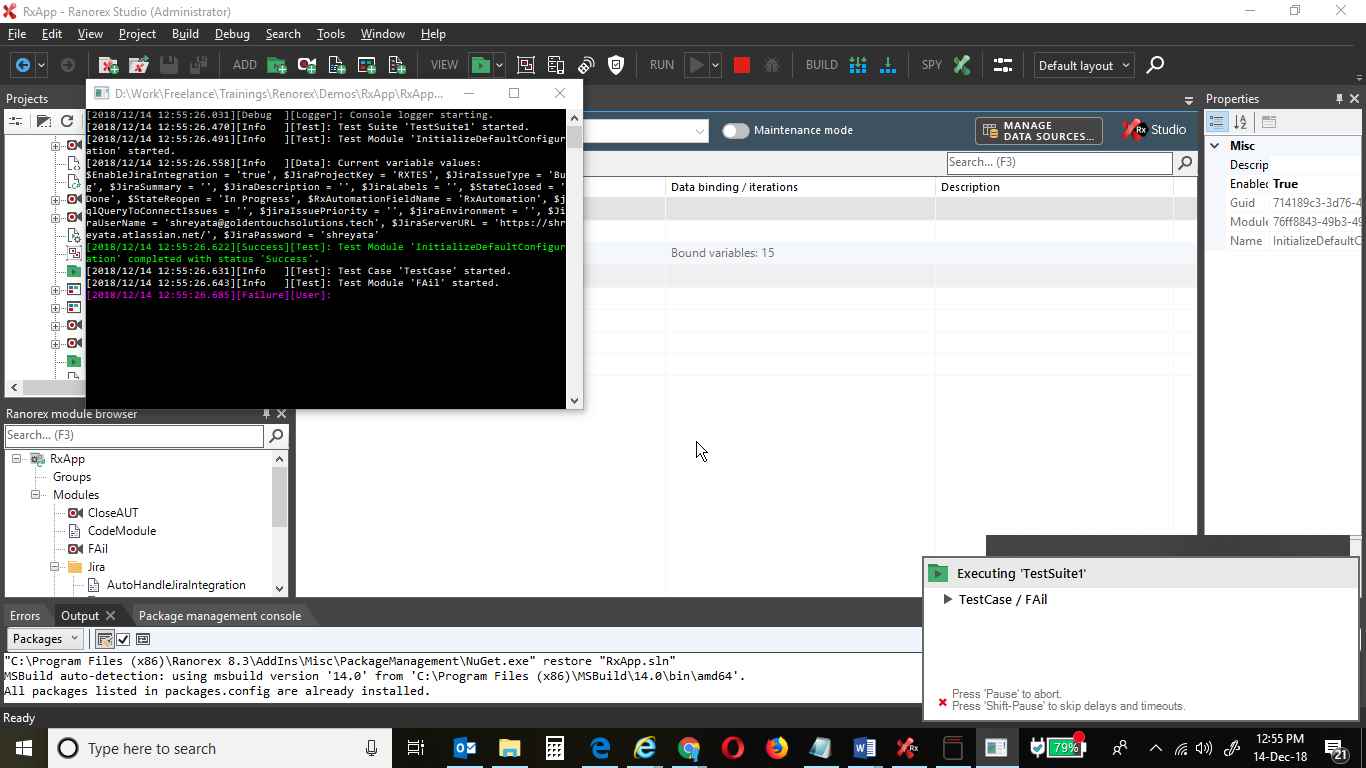 RxApp - Ranorex Studio (Administrator)
File Edit View Project Build Debug Search Tools Window Help
ADD VIEW RUN BUILD SPY Default layout
Projects
D:\Work\Freelance\Trainings\Renorex\Demos\RxApp\RxApp...
[2018/12/14 12:55:26.031][Debug ][Logger]: Console logger starting.
[2018/12/14 12:55:26.470][Info ][Test]: Test Suite 'TestSuite1' started.
[2018/12/14 12:55:26.491][Info ][Test]: Test Module 'InitializeDefaultConfigur
ation' started.
[2018/12/14 12:55:26.558][Info ][Data]: Current variable values:
$EnableJiraIntegration = 'true', $JiraProjectKey = 'RXTES', $JiraIssueType = 'Bu
g', $JiraSummary = '', $JiraDescription = '', $JiraLabels = '', $StateClosed = '
Done', $StateReopen = 'In Progress', $RxAutomationFieldName = 'RxAutomation', $j
qlQueryToConnectIssues = '', $jiraIssuePriority = '', $jiraEnvironment = '', $Ji
raUserName = 'shreyata@goldentouchsolutions.tech', $JiraServerURL = 'https://shr
eyata.atlassian.net/', $JiraPassword = 'shreyata'
[2018/12/14 12:55:26.622][Success][Test]: Test Module 'InitializeDefaultConfigur
ation' completed with status 'Success'.
[2018/12/14 12:55:26.631][Info ][Test]: Test Case 'TestCase' started.
[2018/12/14 12:55:26.643][Info ][Test]: Test Module 'FAil' started.
[2018/12/14 12:55:26.685][Failure][User]:
Maintenance mode
MANAGE
DATA SOURCES...
Rx Studio
Search... (F3)
Data binding / iterations
Description
Bound variables: 15
Properties
Misc
Descrip
Enabled True
Guid 714189c3-3d76-4
Module 76ff8843-49b3-49
Name InitializeDefaultC
Ranorex module browser
Search... (F3)
RxApp
Groups
Modules
CloseAUT
CodeModule
FAil
Jira
AutoHandleJiraIntegration
Errors Output Package management console
Packages
"C:\Program Files (x86)\Ranorex 8.3\AddIns\Misc\PackageManagement\NuGet.exe" restore "RxApp.sln"
MSBuild auto-detection: using msbuild version '14.0' from 'C:\Program Files (x86)\MSBuild\14.0\bin\amd64'.
All packages listed in packages.config are already installed.
Executing 'TestSuite1'
TestCase / FAil
Press 'Pause' to abort.
Press 'Shift-Pause' to skip delays and timeouts.
Ready
Type here to search
79%
12:55 PM
14-Dec-18
21